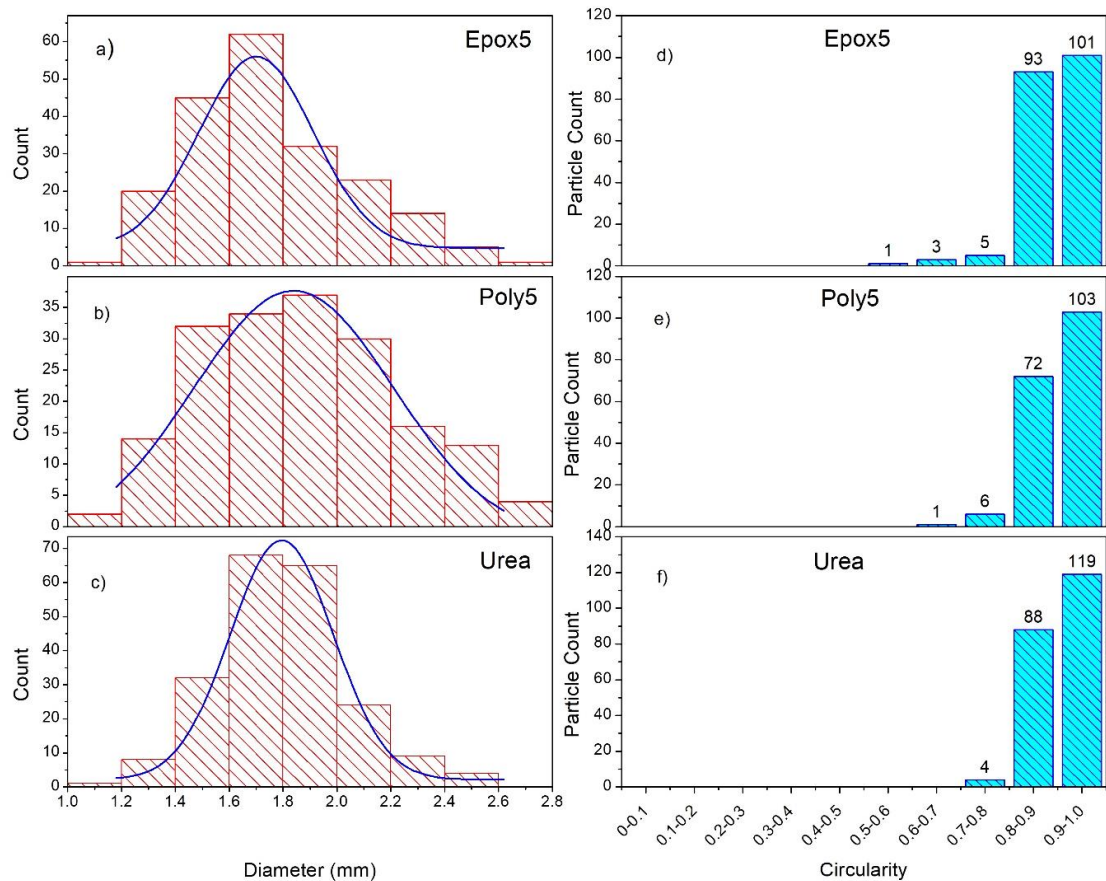 a)
Epox5
Count
60
50
40
30
20
10
0
b)
Poly5
Count
35
30
25
20
15
10
5
0
c)
Urea
Count
70
60
50
40
30
20
10
0
1.0 1.2 1.4 1.6 1.8 2.0 2.2 2.4 2.6 2.8
Diameter (mm)
d)
Epox5
Particle Count
120
100
80
60
40
20
0
1 3 5 93 101
e)
Poly5
Particle Count
120
100
80
60
40
20
0
1 6 72 103
f)
Urea
Particle Count
140
120
100
80
60
40
20
0
4 88 119
0-0.1 0.1-0.2 0.2-0.3 0.3-0.4 0.4-0.5 0.5-0.6 0.6-0.7 0.7-0.8 0.8-0.9 0.9-1.0
Circularity